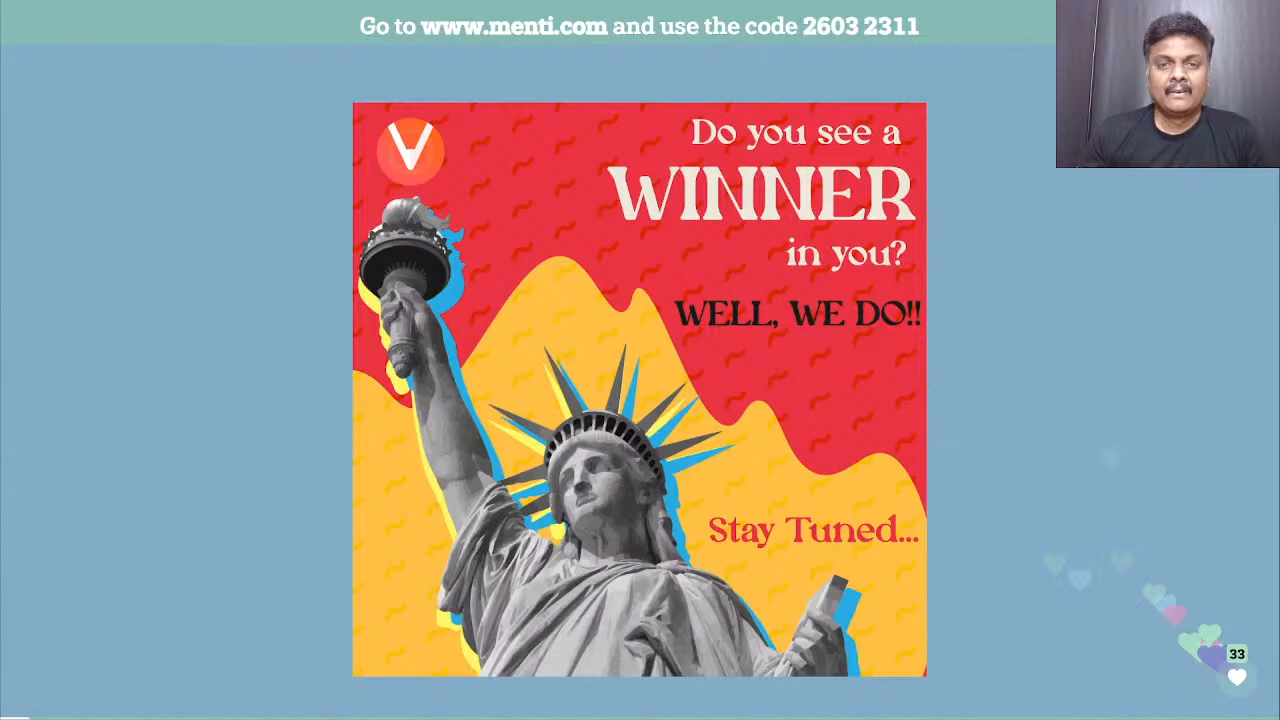 Go to www.menti.com and use the code 2603 2311
V
Do you see a
WINNER
in you?
WELL, WE DO!!
Stay Tuned...
33